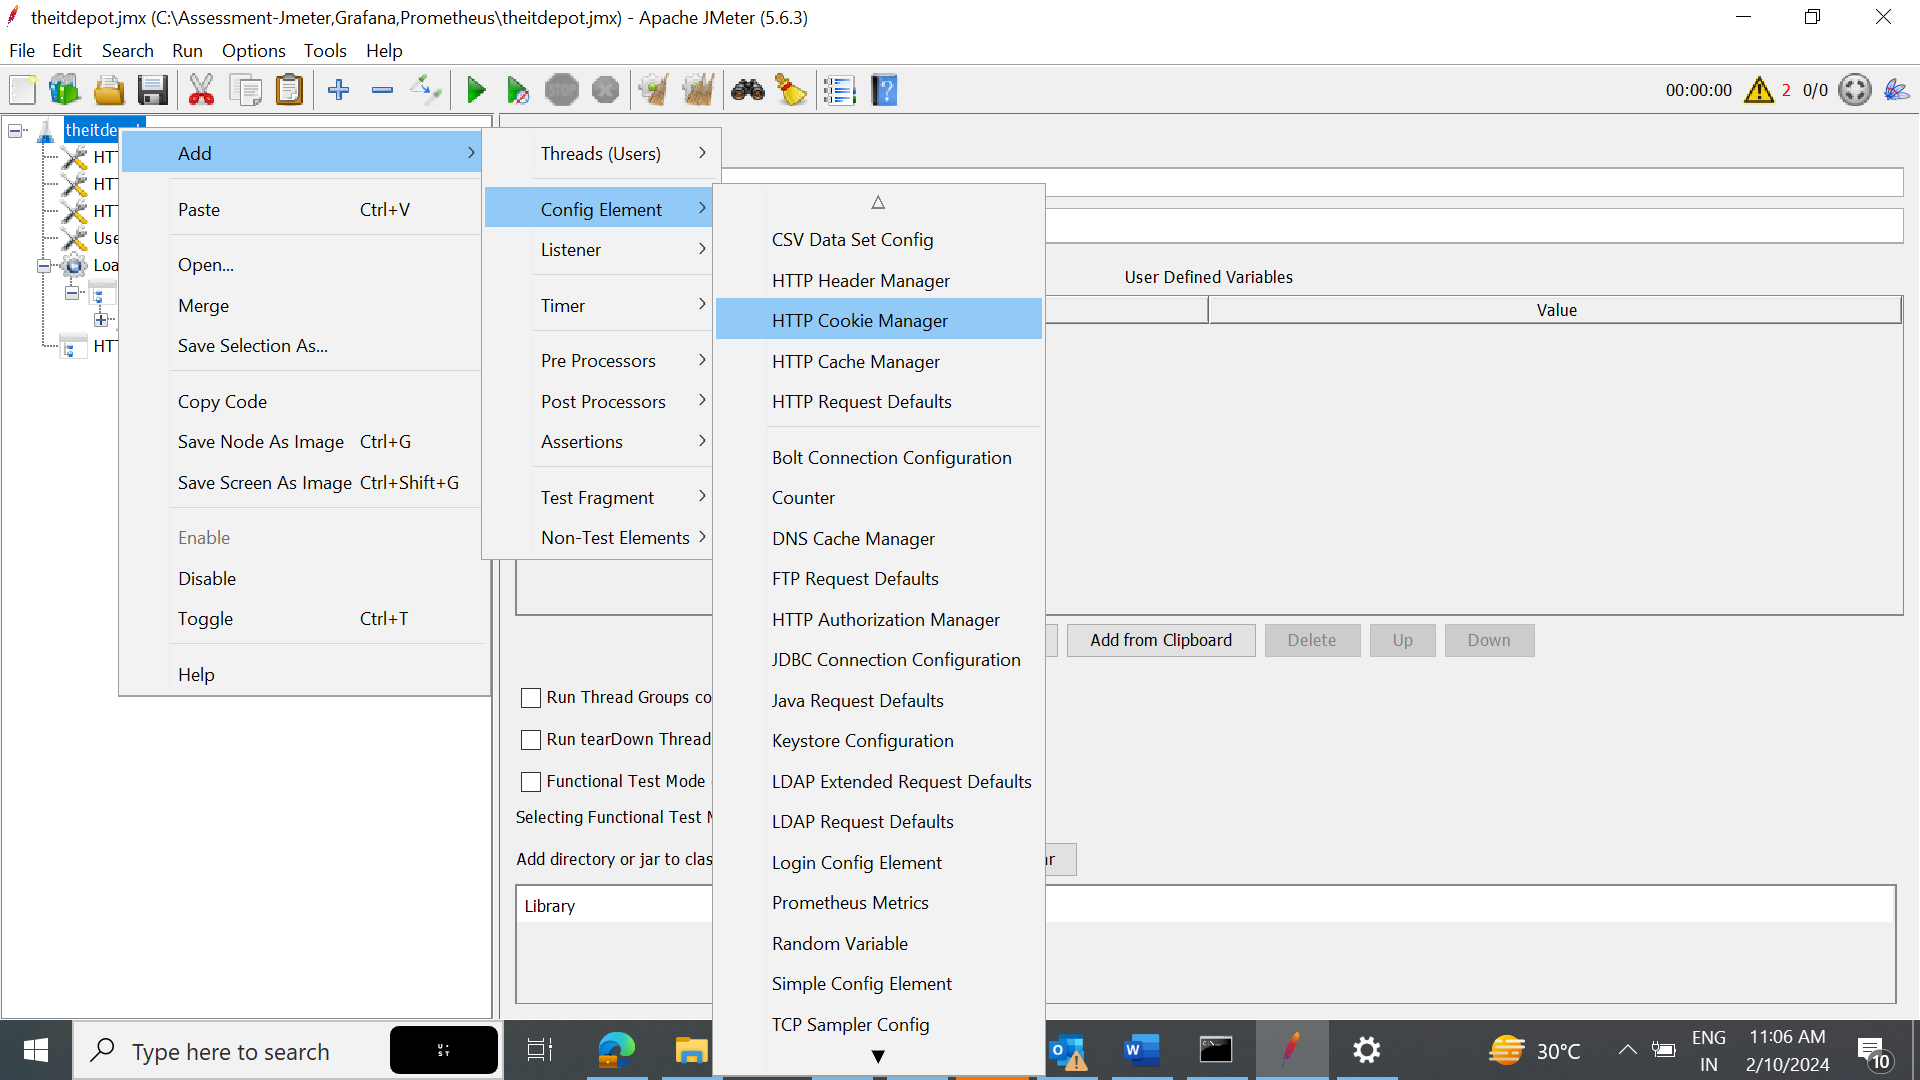 theitdepot.jmx (C:\Assessment-Jmeter,Grafana,Prometheus\theitdepot.jmx) - Apache JMeter (5.6.3)
File Edit Search Run Options Tools Help
STOP
00:00:00 2 0/0
Add
Paste Ctrl+V
Open...
Merge
Save Selection As...
Copy Code
Save Node As Image Ctrl+G
Save Screen As Image Ctrl+Shift+G
Enable
Disable
Toggle Ctrl+T
Help
Threads (Users)
Config Element
Listener
Timer
Pre Processors
Post Processors
Assertions
Test Fragment
Non-Test Elements
CSV Data Set Config
HTTP Header Manager
HTTP Cookie Manager
HTTP Cache Manager
HTTP Request Defaults
Bolt Connection Configuration
Counter
DNS Cache Manager
FTP Request Defaults
HTTP Authorization Manager
JDBC Connection Configuration
Java Request Defaults
Keystore Configuration
LDAP Extended Request Defaults
LDAP Request Defaults
Login Config Element
Prometheus Metrics
Random Variable
Simple Config Element
TCP Sampler Config
User Defined Variables
Value
Add from Clipboard Delete Up Down
Run Thread Groups
Run tearDown Thread
Functional Test Mode
Selecting Functional Test
Add directory or jar to
Library
Type here to search
30°C
ENG
IN
11:06 AM
2/10/2024
10